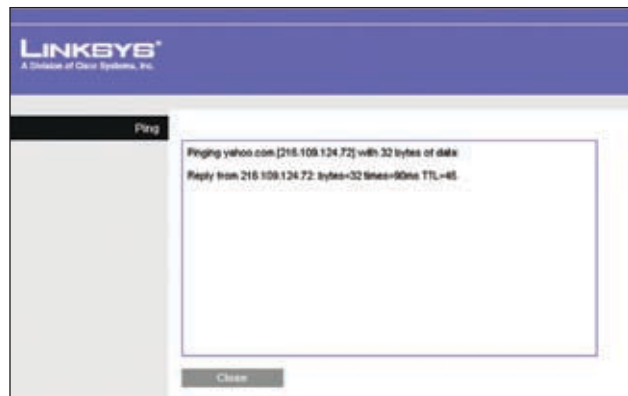 LINKSYS®
A Division of Cisco Systems, Inc.
Ping
Pinging yahoo.com [216.109.124.72] with 32 bytes of data:
Reply from 216.109.124.72: bytes=32 times=90ms TTL=45
Close